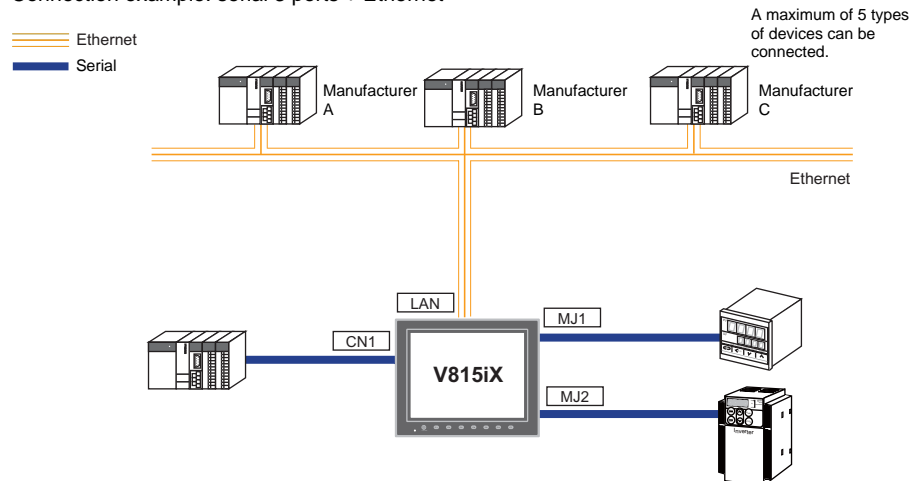 Connection example: serial 3 ports + Ethernet
A maximum of 5 types
of devices can be
connected.
Ethernet
Serial
Manufacturer
A
Manufacturer
B
Manufacturer
C
Ethernet
LAN
CN1
MJ1
V815iX
MJ2
Inverter